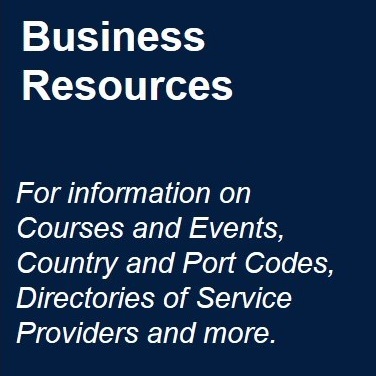 Business
Resources
For information on
Courses and Events,
Country and Port Codes,
Directories of Service
Providers and more.